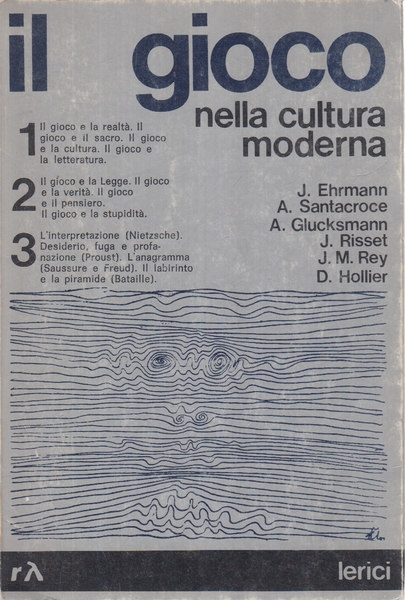 il gioco
nella cultura
moderna
1 Il gioco e la realtà. Il
gioco e il sacro. Il gioco
e la cultura. Il gioco e
la letteratura.
2 Il gioco e la Legge. Il gioco
e la verità. Il gioco
e il pensiero.
Il gioco e la stupidità.
3 L'interpretazione (Nietzsche).
Desiderio, fuga e profa-
nazione (Proust). L'anagramma
(Saussure e Freud). Il labirinto
e la piramide (Bataille).
J. Ehrmann
A. Santacroce
A. Glucksmann
J. Risset
J. M. Rey
D. Hollier
rλ
lerici